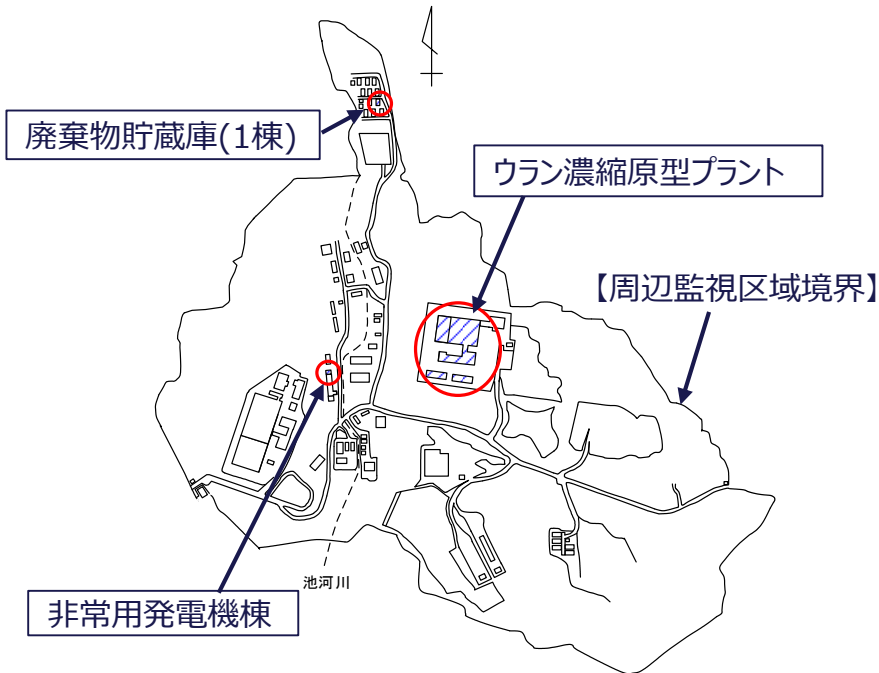 廃棄物貯蔵庫(1棟)
ウラン濃縮原型プラント
【周辺監視区域境界】
池河川
非常用発電機棟